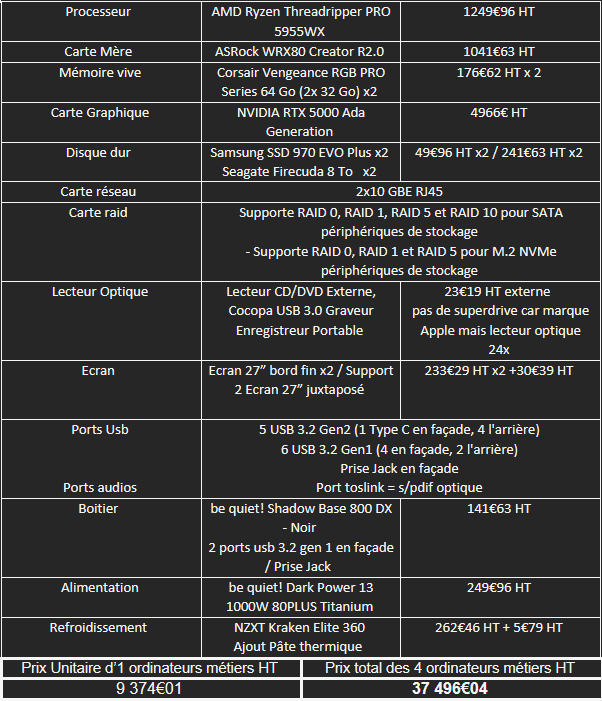 Processeur
AMD Ryzen Threadripper PRO
5955WX
1249€96 HT
Carte Mère
ASRock WRX80 Creator R2.0
1041€63 HT
Mémoire vive
Corsair Vengeance RGB PRO
Series 64 Go (2x 32 Go) x2
176€62 HT x 2
Carte Graphique
NVIDIA RTX 5000 Ada
Generation
4966€ HT
Disque dur
Samsung SSD 970 EVO Plus x2
Seagate Firecuda 8 To x2
49€96 HT x2 / 241€63 HT x2
Carte réseau
2x10 GBE RJ45
Carte raid
Supporte RAID 0, RAID 1, RAID 5 et RAID 10 pour SATA
périphériques de stockage
- Supporte RAID 0, RAID 1 et RAID 5 pour M.2 NVMe
périphériques de stockage
Lecteur Optique
Lecteur CD/DVD Externe,
Cocopa USB 3.0 Graveur
Enregistreur Portable
23€19 HT externe
pas de superdrive car marque
Apple mais lecteur optique
24x
Ecran
Ecran 27” bord fin x2 / Support
2 Ecran 27” juxtaposé
233€29 HT x2 +30€39 HT
Ports Usb
5 USB 3.2 Gen2 (1 Type C en façade, 4 l'arrière)
6 USB 3.2 Gen1 (4 en façade, 2 l'arrière)
Prise Jack en façade
Ports audios
Port toslink = s/pdif optique
Boitier
be quiet! Shadow Base 800 DX
- Noir
2 ports usb 3.2 gen 1 en façade
/ Prise Jack
141€63 HT
Alimentation
be quiet! Dark Power 13
1000W 80PLUS Titanium
249€96 HT
Refroidissement
NZXT Kraken Elite 360
Ajout Pâte thermique
262€46 HT + 5€79 HT
Prix Unitaire d’1 ordinateurs métiers HT
Prix total des 4 ordinateurs métiers HT
9 374€01
37 496€04